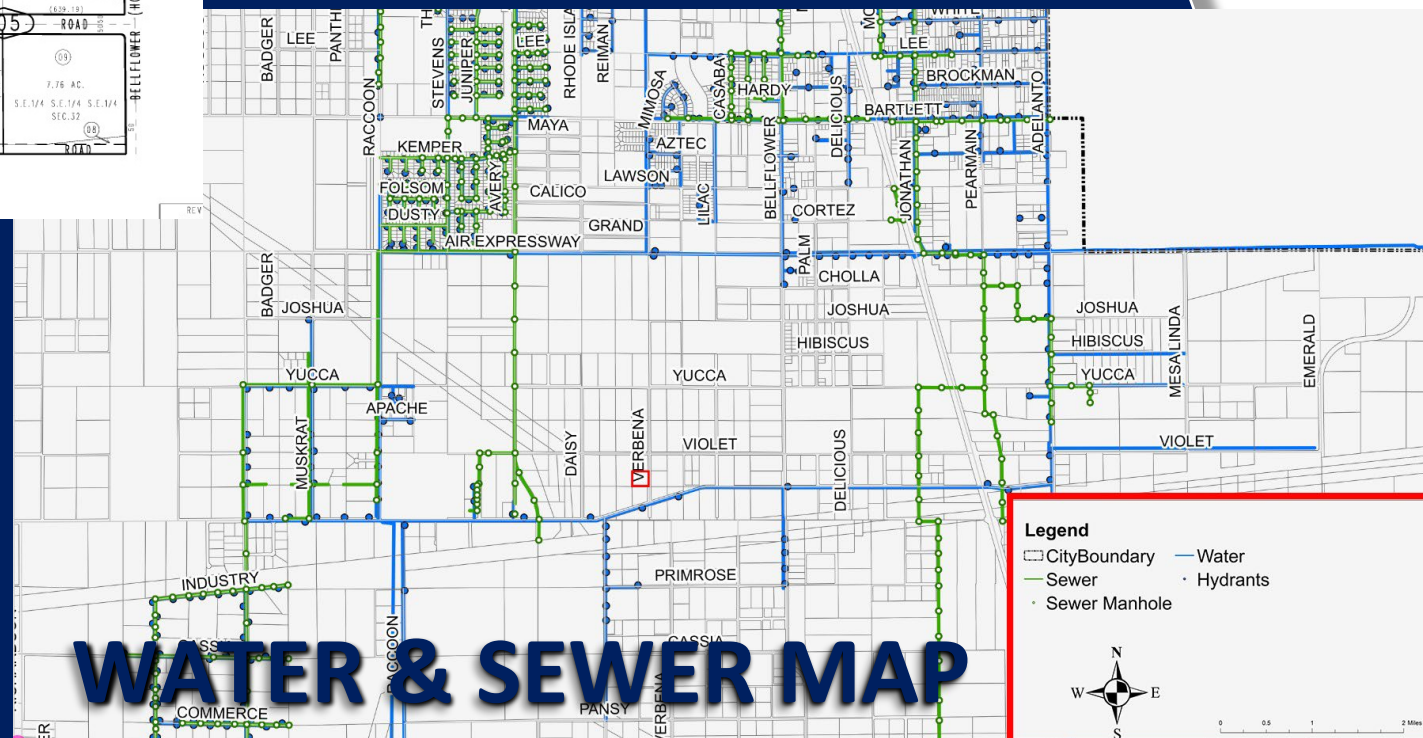 (639.19)
05
ROAD
09
7.76 AC.
S.E.1/4 S.E.1/4 S.E.1/4
SEC.32
08
ROAD
BELLFLOWER
REV
BADGER
LEE
RACCOON
STEVENS
JUNIPER
LEE
REIMAN
MIMOSA
CASABA
HARDY
DELICIOUS
LEE
BROCKMAN
BARTLETT
ADELANTO
MAYA
KEMPER
AZTEC
LAWSON
BELLFLOWER
JONATHAN
PEARMAIN
FOLSOM
AVERY
CALICO
LILAC
DUSTY
GRAND
CORTEZ
AIR EXPRESSWAY
PALM
CHOLLA
BADGER
JOSHUA
JOSHUA
JOSHUA
HIBISCUS
HIBISCUS
MESA LINDA
EMERALD
YUCCA
YUCCA
YUCCA
APACHE
MUSKRAT
DAISY
VERBENA
VIOLET
DELICIOUS
VIOLET
INDUSTRY
PRIMROSE
RACCOON
CASSIA
WATER & SEWER MAP
COMMERCE
PANSY
VERBENA
Legend
CityBoundary
Water
Sewer
Hydrants
Sewer Manhole
N
W E
S
0 0.5 1 2 Miles